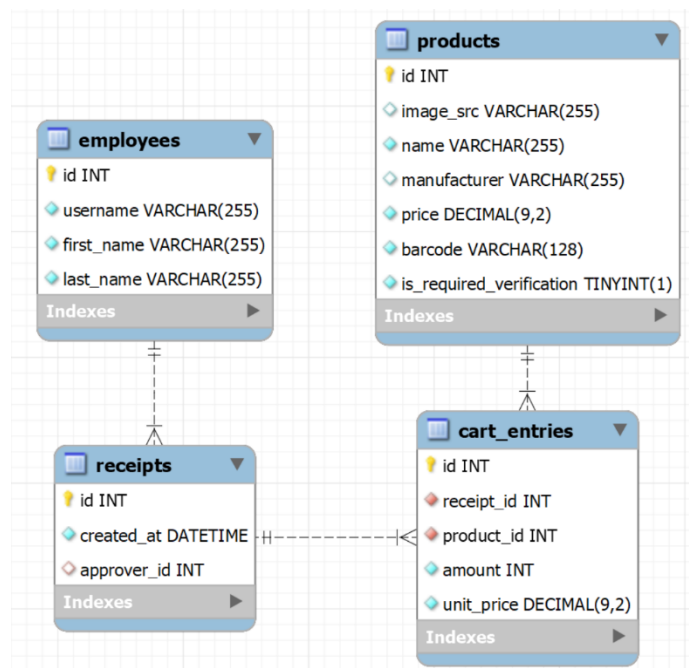 employees
id INT
username VARCHAR(255)
first_name VARCHAR(255)
last_name VARCHAR(255)
Indexes
products
id INT
image_src VARCHAR(255)
name VARCHAR(255)
manufacturer VARCHAR(255)
price DECIMAL(9,2)
barcode VARCHAR(128)
is_required_verification TINYINT(1)
Indexes
receipts
id INT
created_at DATETIME
approver_id INT
Indexes
cart_entries
id INT
receipt_id INT
product_id INT
amount INT
unit_price DECIMAL(9,2)
Indexes